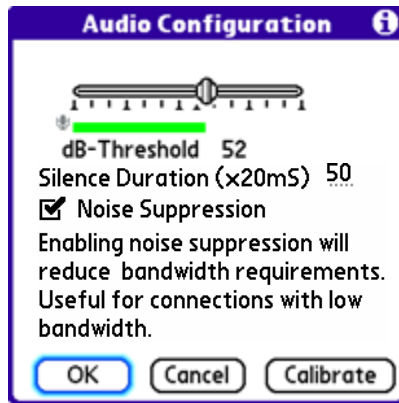 Audio Configuration i
dB-Threshold 52
Silence Duration (x20mS) 50
Noise Suppression
Enabling noise suppression will
reduce bandwidth requirements.
Useful for connections with low
bandwidth.
OK Cancel Calibrate